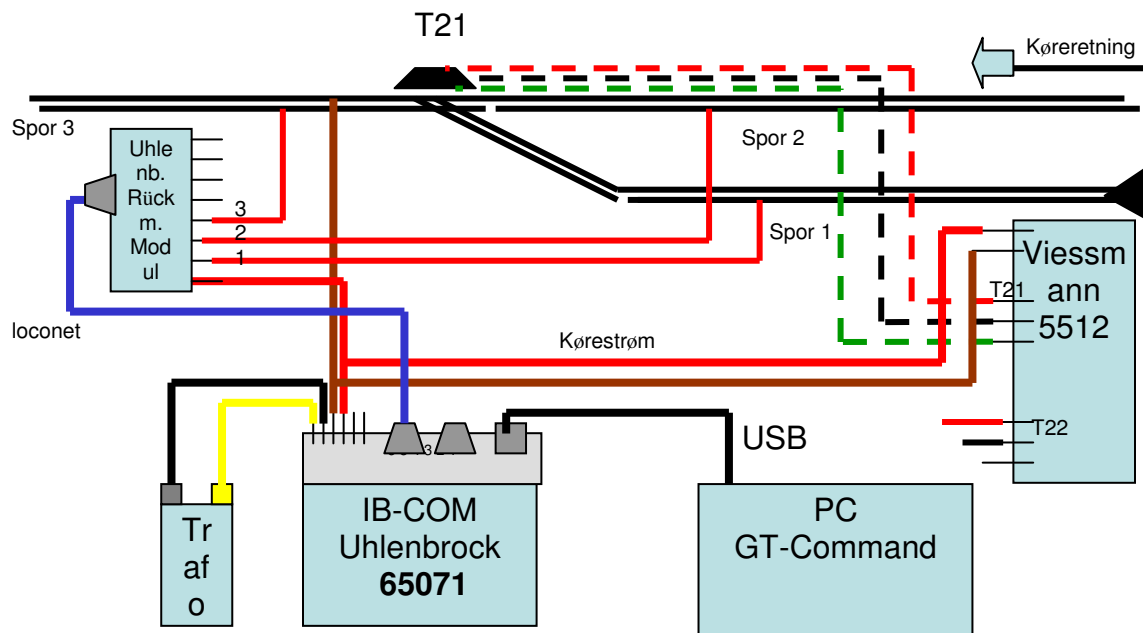 T21
Køreretning
Spor 3
Uhle
nb.
Rück
m.
Mod
ul
3
2
1
Spor 2
Spor 1
Viessm
ann
5512
T21
T22
loconet
Kørestrøm
USB
Tr
af
o
IB-COM
Uhlenbrock
65071
PC
GT-Command